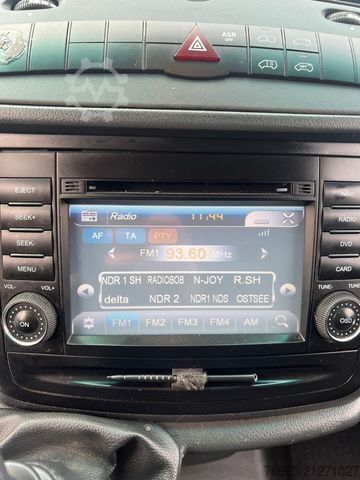 ASR
OFF
EJECT
NAVI
Radio
11:44
SEEK+
RADIO
AF TA PTY
FM1 93.60 MHz
SEEK-
DVD
NDR 1 SH RADIOBOB N-JOY R.SH
MENU
CARD
delta NDR 2 NDR1 NDS OSTSEE
VOL- VOL+
TUNE- TUNE+
ON
OSD
FM1 FM2 FM3 FM4 AM